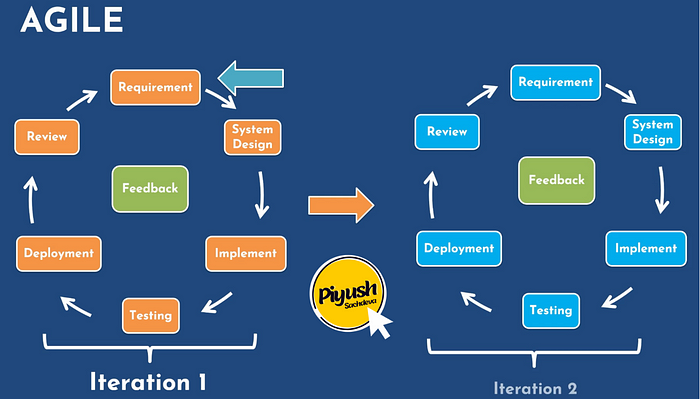 AGILE
Requirement
System
Design
Implement
Testing
Deployment
Review
Feedback
Iteration 1
Piyush
Sachdeva
Requirement
System
Design
Implement
Testing
Deployment
Review
Feedback
Iteration 2